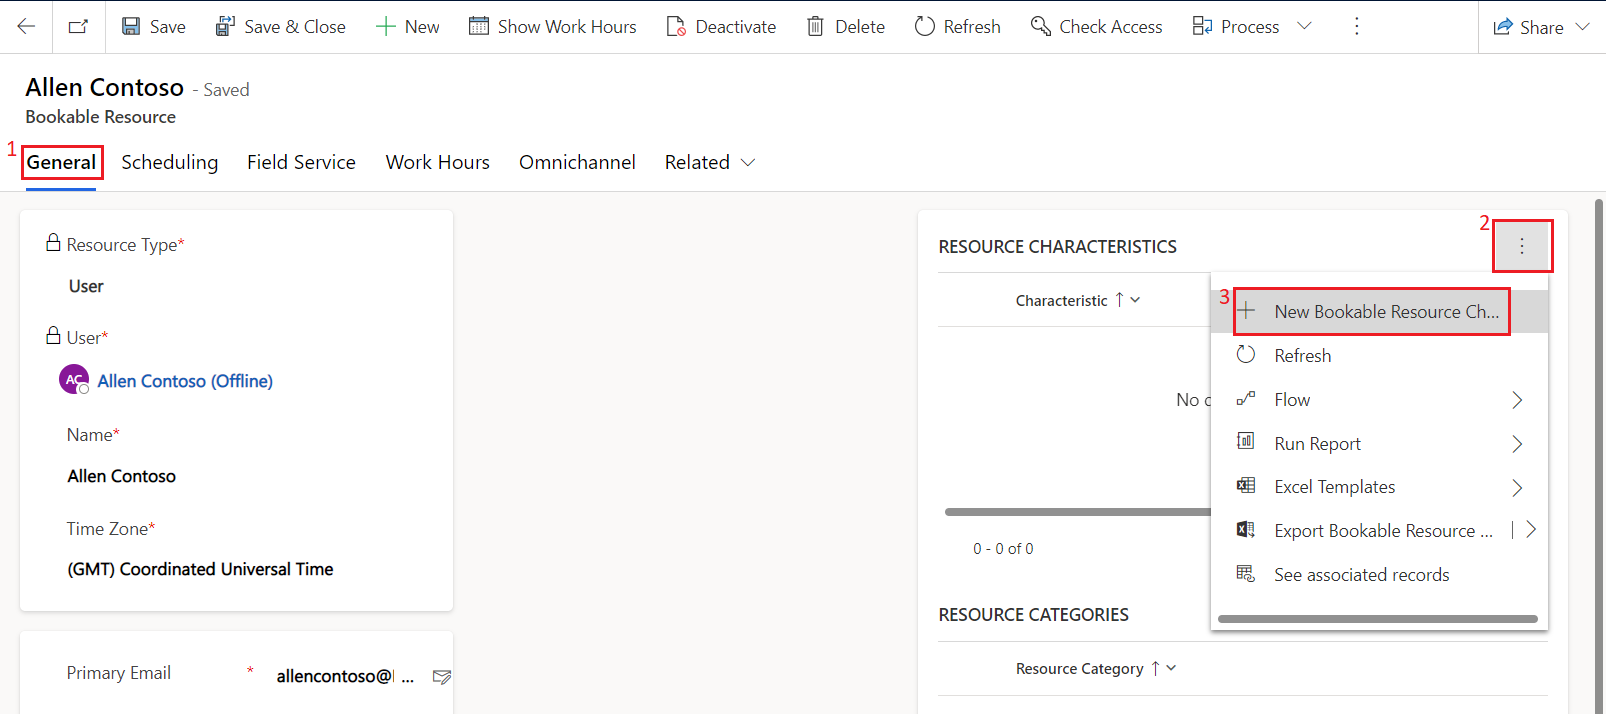 Save
Save & Close
New
Show Work Hours
Deactivate
Delete
Refresh
Check Access
Process
Share
Allen Contoso - Saved
Bookable Resource
1
General
Scheduling
Field Service
Work Hours
Omnichannel
Related
Resource Type*
User
User*
AC
Allen Contoso (Offline)
Name*
Allen Contoso
Time Zone*
(GMT) Coordinated Universal Time
Primary Email *
allencontoso@ ...
RESOURCE CHARACTERISTICS
2
Characteristic
No
0 - 0 of 0
3
New Bookable Resource Ch...
Refresh
Flow
Run Report
Excel Templates
Export Bookable Resource ...
See associated records
RESOURCE CATEGORIES
Resource Category